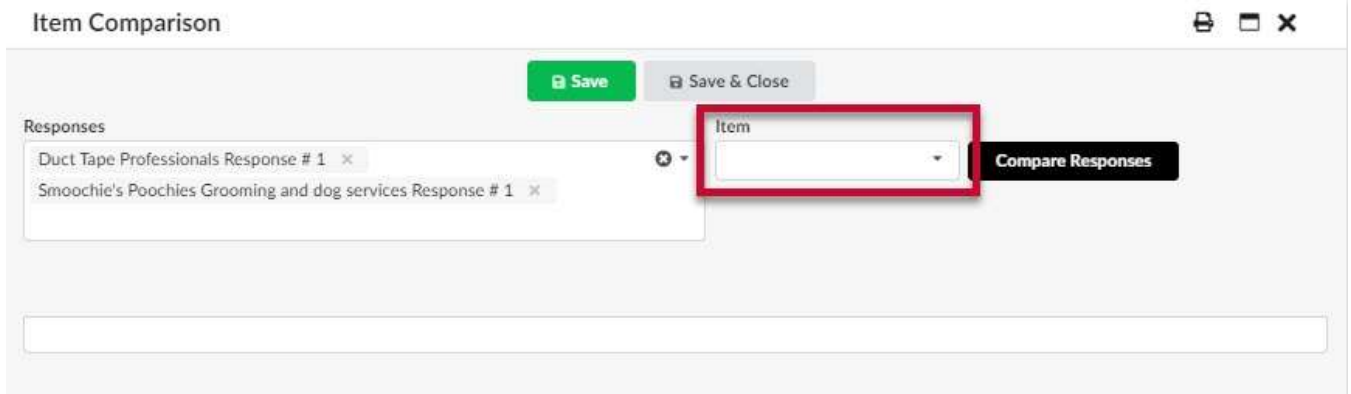 Item Comparison
Save
Save & Close
Responses
Item
Duct Tape Professionals Response # 1 ×
Compare Responses
Smoochie's Poochies Grooming and dog services Response # 1 ×